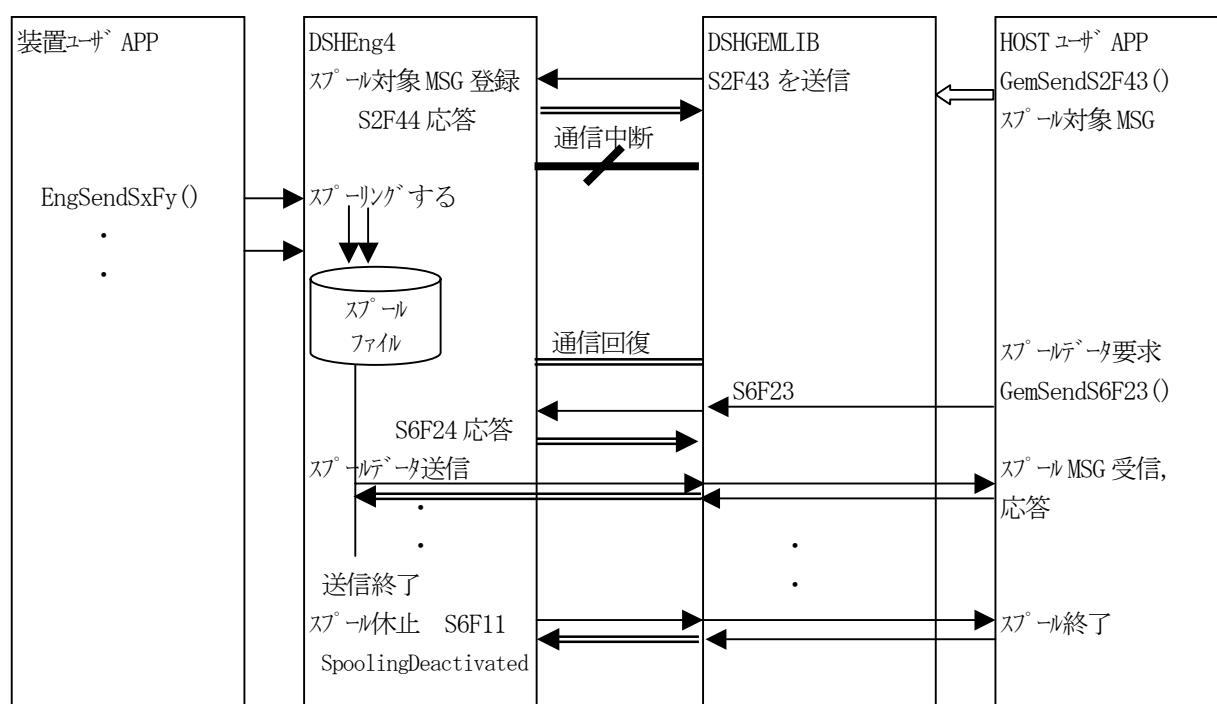 装置ﾕｰｻﾞ APP
DSHEng4
DSHGEMLIB
HOST ﾕｰｻﾞ APP
ｽﾌﾟｰﾙ対象 MSG 登録
S2F43 を送信
GemSendS2F43()
S2F44 応答
ｽﾌﾟｰﾙ対象 MSG
通信中断
EngSendSxFy()
ｽﾌﾟｰﾘﾝｸﾞする
・
・
ｽﾌﾟｰﾙ
ﾌｧｲﾙ
通信回復
ｽﾌﾟｰﾙﾃﾞｰﾀ要求
S6F23
GemSendS6F23()
S6F24 応答
ｽﾌﾟｰﾙﾃﾞｰﾀ送信
ｽﾌﾟｰﾙ MSG 受信,
応答
・
・
・
・
送信終了
ｽﾌﾟｰﾙ休止 S6F11
ｽﾌﾟｰﾙ終了
SpoolingDeactivated